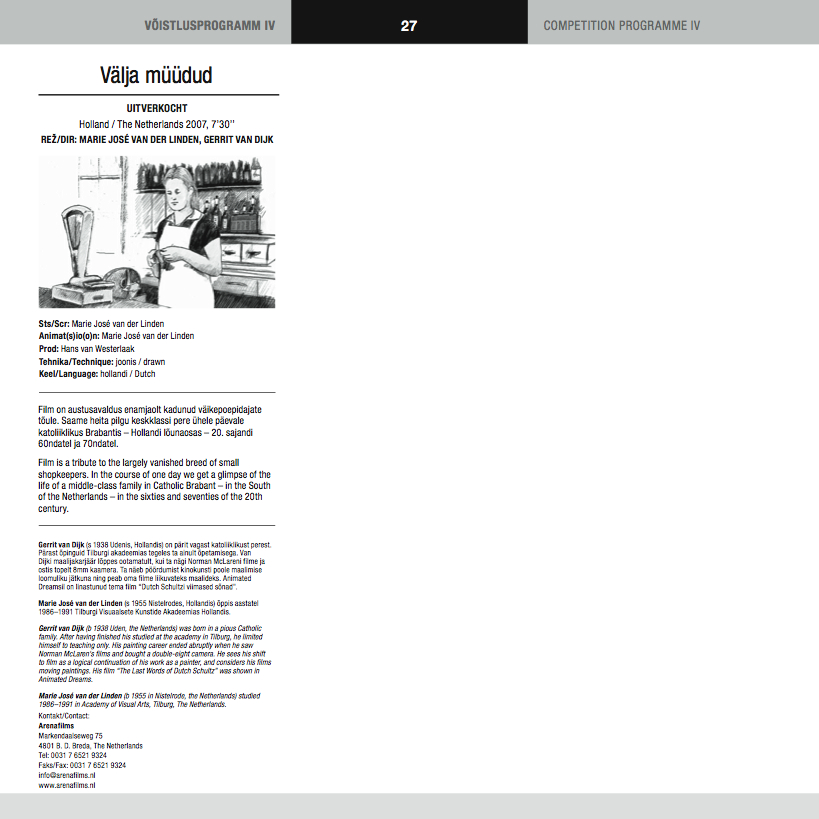 VÕISTLUSPROGRAMM IV
27
COMPETITION PROGRAMME IV
Välja müüdud
UITVERKOCHT
Holland / The Netherlands 2007, 7'30''
REŽ/DIR: MARIE JOSÉ VAN DER LINDEN, GERRIT VAN DIJK
Sts/Scr: Marie José van der Linden
Animat(s)io(o)n: Marie José van der Linden
Prod: Hans van Westerlaak
Tehnika/Technique: joonis / drawn
Keel/Language: hollandi / Dutch
Film on austusavaldus enamjaolt kadunud väikepoepidajate
tõule. Saame heita pilgu keskklassi pere ühele päevale
katoliiklikus Brabantis – Hollandi lõunaosas – 20. sajandi
60ndatel ja 70ndatel.
Film is a tribute to the largely vanished breed of small
shopkeepers. In the course of one day we get a glimpse of the
life of a middle-class family in Catholic Brabant – in the South
of the Netherlands – in the sixties and seventies of the 20th
century.
Gerrit van Dijk (s 1938 Udenis, Hollandis) on pärit vagast katoliiklikust perest.
Pärast õpinguid Tilburgi akadeemias tegeles ta ainult õpetamisega. Van
Dijki maalijakarjäär lõppes ootamatult, kui ta nägi Norman McLareni filme ja
ostis topelt 8mm kaamera. Ta näeb pöördumist kinokunsti poole maalimise
loomuliku jätkuna ning peab oma filme liikuvateks maalideks. Animated
Dreamsil on linastunud tema film "Dutch Schultzi viimased sõnad".
Marie José van der Linden (s 1955 Nistelrodes, Hollandis) õppis aastatel
1986–1991 Tilburgi Visuaalsete Kunstide Akadeemias Hollandis.
Gerrit van Dijk (b 1938 Uden, the Netherlands) was born in a pious Catholic
family. After having finished his studied at the academy in Tilburg, he limited
himself to teaching only. His painting career ended abruptly when he saw
Norman McLaren's films and bought a double-eight camera. He sees his shift
to film as a logical continuation of his work as a painter, and considers his films
moving paintings. His film "The Last Words of Dutch Schultz" was shown in
Animated Dreams.
Marie José van der Linden (b 1955 in Nistelrode, the Netherlands) studied
1986–1991 in Academy of Visual Arts, Tilburg, The Netherlands.
Kontakt/Contact:
Arenafilms
Markendaalseweg 75
4801 B. D. Breda, The Netherlands
Tel: 0031 7 6521 9324
Faks/Fax: 0031 7 6521 9324
info@arenafilms.nl
www.arenafilms.nl